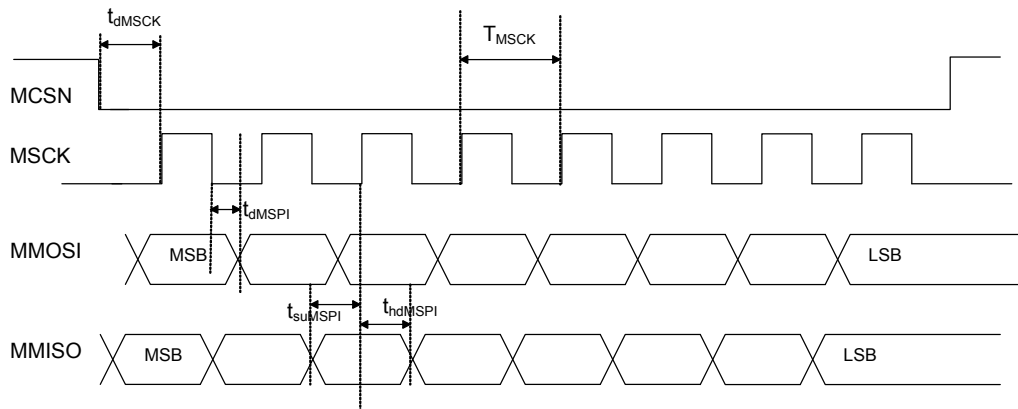 tdMSCK
TMSCK
MCSN
MSCK
tdMSPI
MMOSI
MSB
LSB
tsuMSPI
thdMSPI
MMISO
MSB
LSB